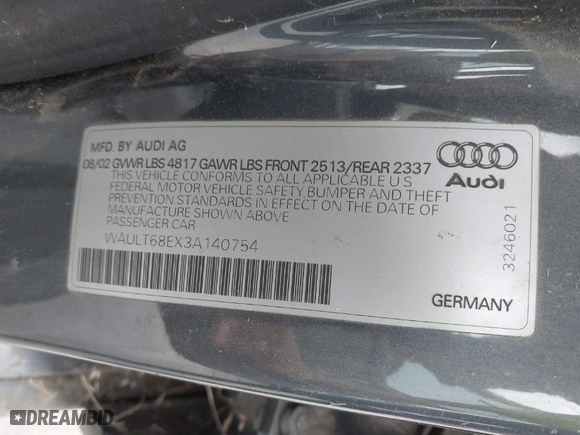 MFD. BY AUDI AG
08/02 GVWR LBS 4817 GAWR LBS FRONT 2513/REAR 2337
THIS VEHICLE CONFORMS TO ALL APPLICABLE U S
FEDERAL MOTOR VEHICLE SAFETY, BUMPER AND THEFT
PREVENTION STANDARDS IN EFFECT ON THE DATE OF
MANUFACTURE SHOWN ABOVE
PASSENGER CAR
WAULT68EX3A140754
Audi
3246021
GERMANY
DREAMBID